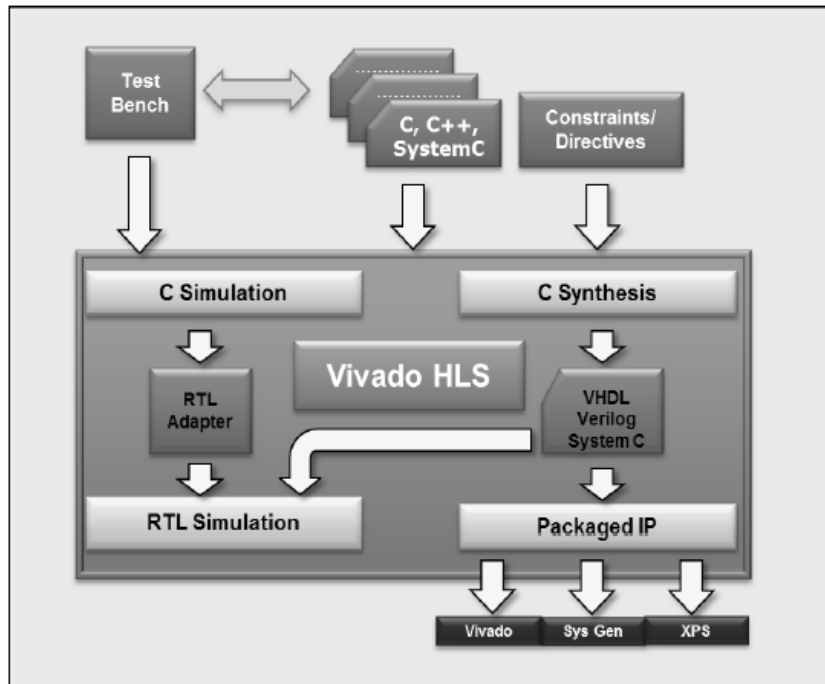 Test
Bench
C, C++,
SystemC
Constraints/
Directives
C Simulation
C Synthesis
Vivado HLS
RTL
Adapter
VHDL
Verilog
System C
RTL Simulation
Packaged IP
Vivado
Sys Gen
XPS